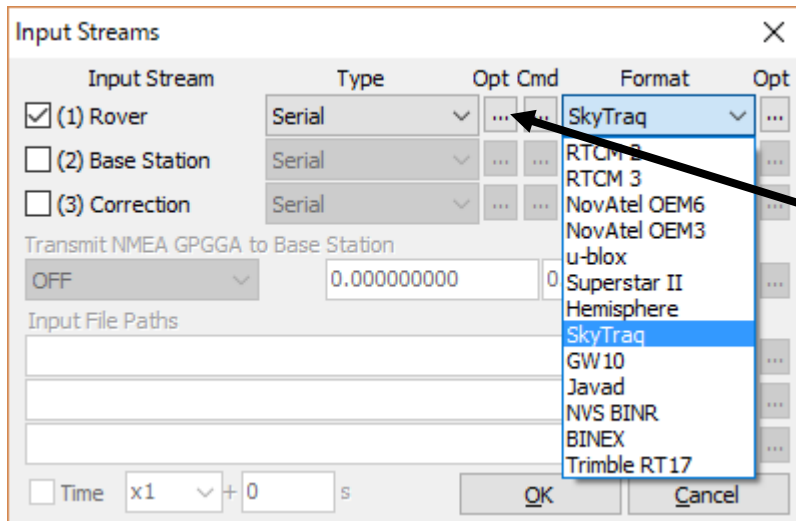 Input Streams
Input Stream Type Opt Cmd Format Opt
(1) Rover Serial ... ... SkyTraq ...
(2) Base Station Serial ... ... ...
(3) Correction Serial ... ... ...
Transmit NMEA GPGGA to Base Station
OFF 0.000000000 0 ...
Input File Paths
...
...
...
RTCM 2
RTCM 3
NovAtel OEM6
NovAtel OEM3
u-blox
Superstar II
Hemisphere
SkyTraq
GW10
Javad
NVS BINR
BINEX
Trimble RT17
Time x1 + 0 s OK Cancel